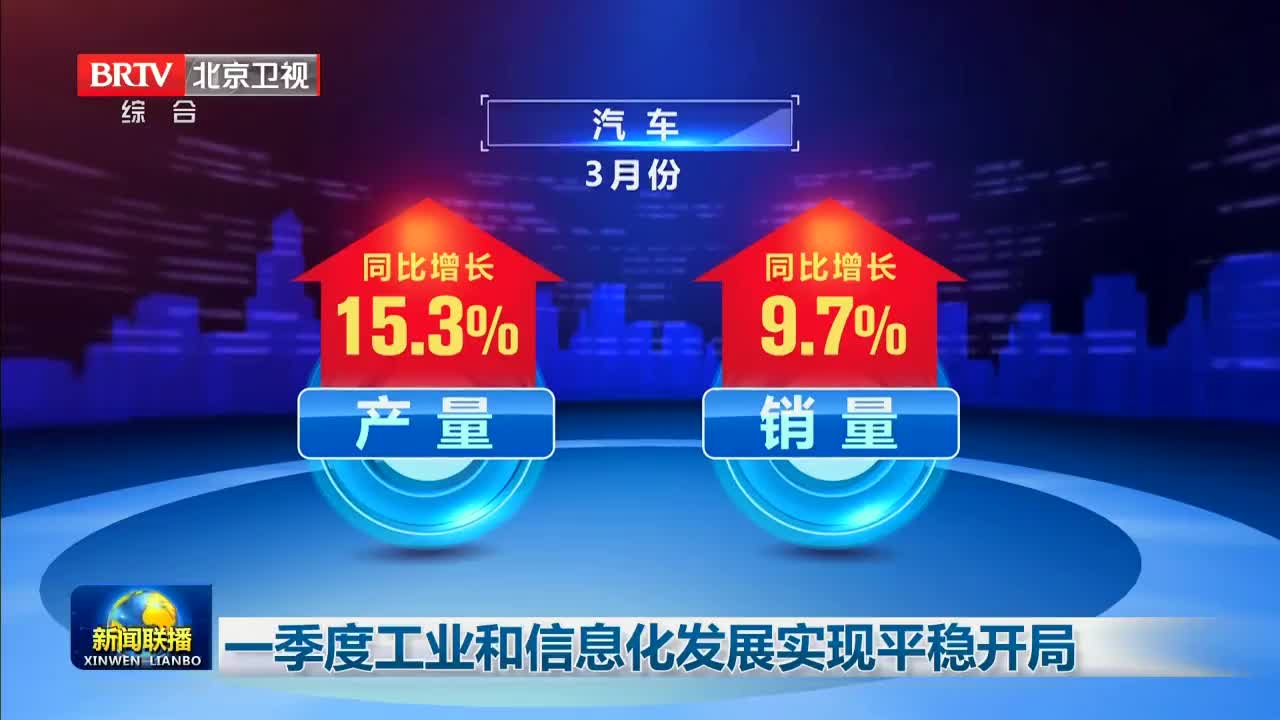 BRTV 北京卫视
综合
汽车
3月份
同比增长
15.3%
产量
同比增长
9.7%
销量
新闻联播
XINWEN LIANBO
一季度工业和信息化发展实现平稳开局